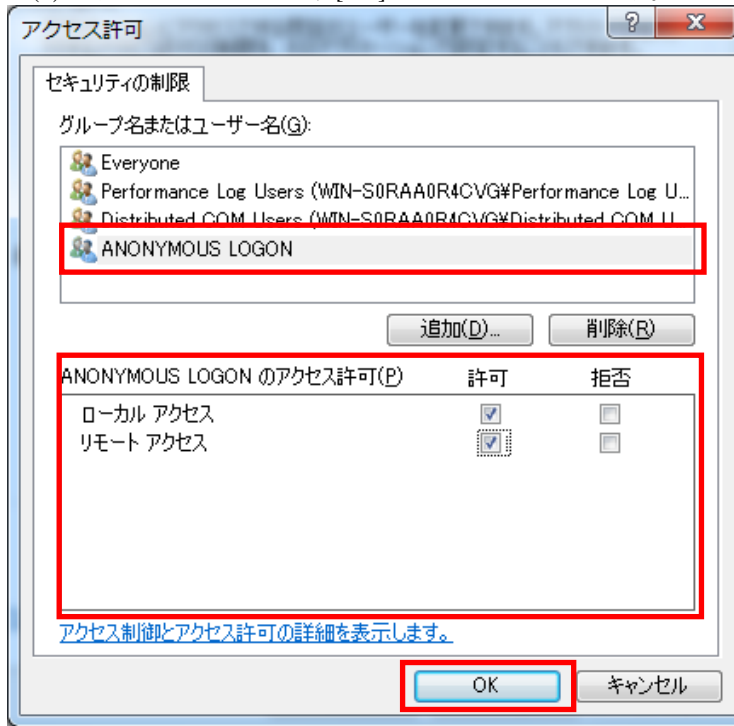 アクセス許可
セキュリティの制限
グループ名またはユーザー名(G):
Everyone
Performance Log Users (WIN-S0RAA0R4CVG¥Performance Log U...
Distributed COM Users (WIN-S0RAA0R4CVG¥Distributed COM U...
ANONYMOUS LOGON
追加(D)... 削除(R)
ANONYMOUS LOGON のアクセス許可(P) 許可 拒否
ローカル アクセス
リモート アクセス
アクセス制御とアクセス許可の詳細を表示します。
OK キャンセル